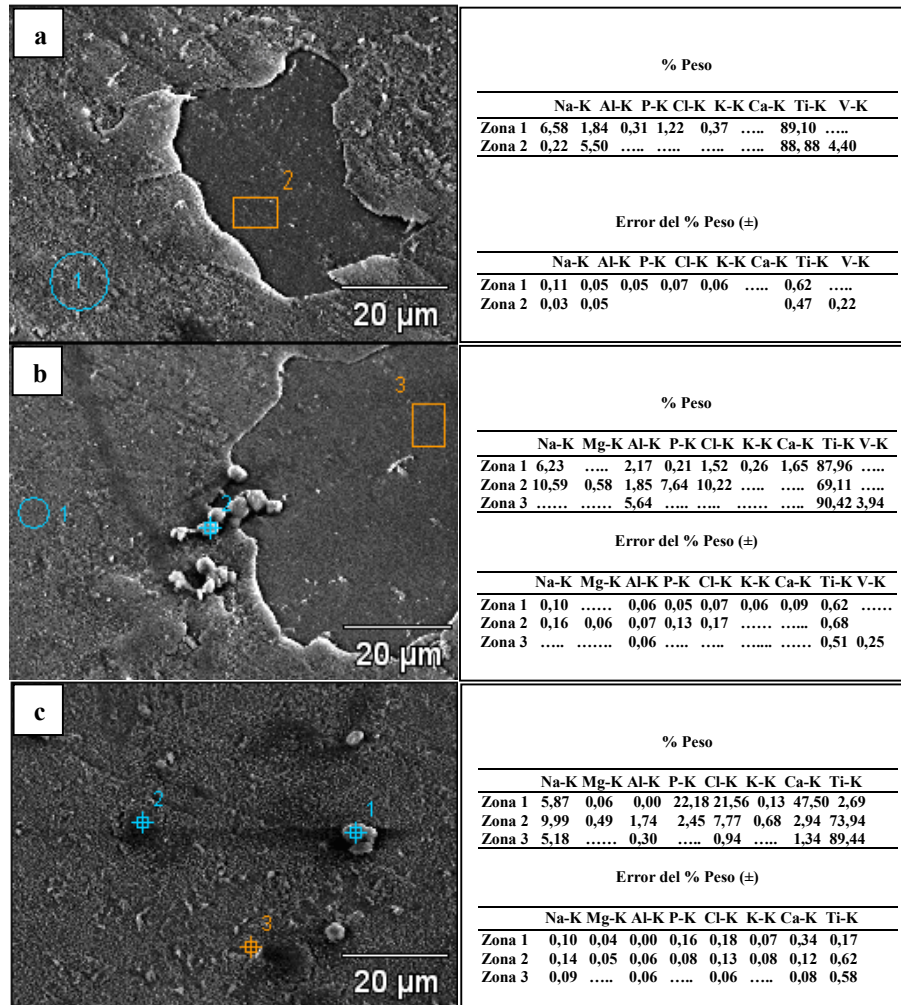 a
1
2
20 µm
% Peso
Na-K Al-K P-K Cl-K K-K Ca-K Ti-K V-K
Zona 1 6,58 1,84 0,31 1,22 0,37 ..... 89,10 .....
Zona 2 0,22 5,50 ..... ..... ..... ..... 88, 88 4,40
Error del % Peso (±)
Na-K Al-K P-K Cl-K K-K Ca-K Ti-K V-K
Zona 1 0,11 0,05 0,05 0,07 0,06 ..... 0,62 .....
Zona 2 0,03 0,05 0,47 0,22
b
3
1
2
20 µm
% Peso
Na-K Mg-K Al-K P-K Cl-K K-K Ca-K Ti-K V-K
Zona 1 6,23 ..... 2,17 0,21 1,52 0,26 1,65 87,96 .....
Zona 2 10,59 0,58 1,85 7,64 10,22 ..... ..... 69,11 .....
Zona 3 ...... ...... 5,64 ..... ..... ...... ..... 90,42 3,94
Error del % Peso (±)
Na-K Mg-K Al-K P-K Cl-K K-K Ca-K Ti-K V-K
Zona 1 0,10 ...... 0,06 0,05 0,07 0,06 0,09 0,62 ......
Zona 2 0,16 0,06 0,07 0,13 0,17 ...... ...... 0,68
Zona 3 ..... ....... 0,06 ..... ..... ....... ...... 0,51 0,25
c
2
1
3
20 µm
% Peso
Na-K Mg-K Al-K P-K Cl-K K-K Ca-K Ti-K
Zona 1 5,87 0,06 0,00 22,18 21,56 0,13 47,50 2,69
Zona 2 9,99 0,49 1,74 2,45 7,77 0,68 2,94 73,94
Zona 3 5,18 ...... 0,30 ..... 0,94 ..... 1,34 89,44
Error del % Peso (±)
Na-K Mg-K Al-K P-K Cl-K K-K Ca-K Ti-K
Zona 1 0,10 0,04 0,00 0,16 0,18 0,07 0,34 0,17
Zona 2 0,14 0,05 0,06 0,08 0,13 0,08 0,12 0,62
Zona 3 0,09 ..... 0,06 ..... 0,06 ..... 0,08 0,58